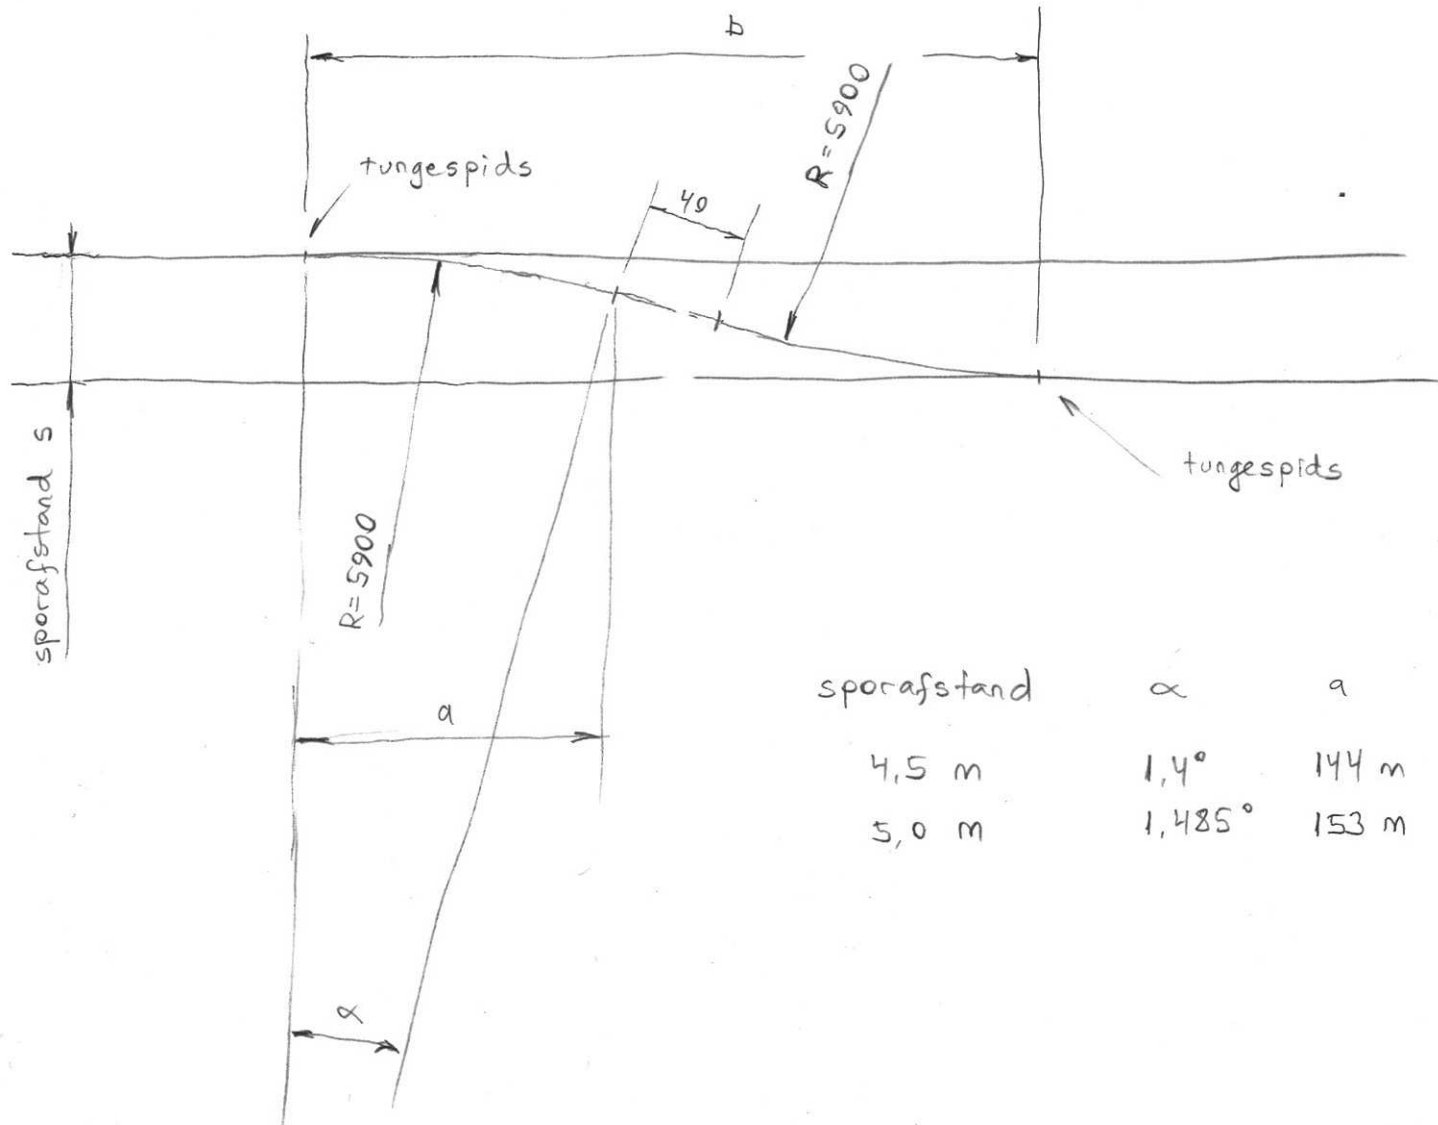 b
R=5900
tungespids
40
sporafstand s
R=5900
tungespids
a
sporafstand α a
4,5 m 1,4° 144 m
5,0 m 1,485° 153 m
α